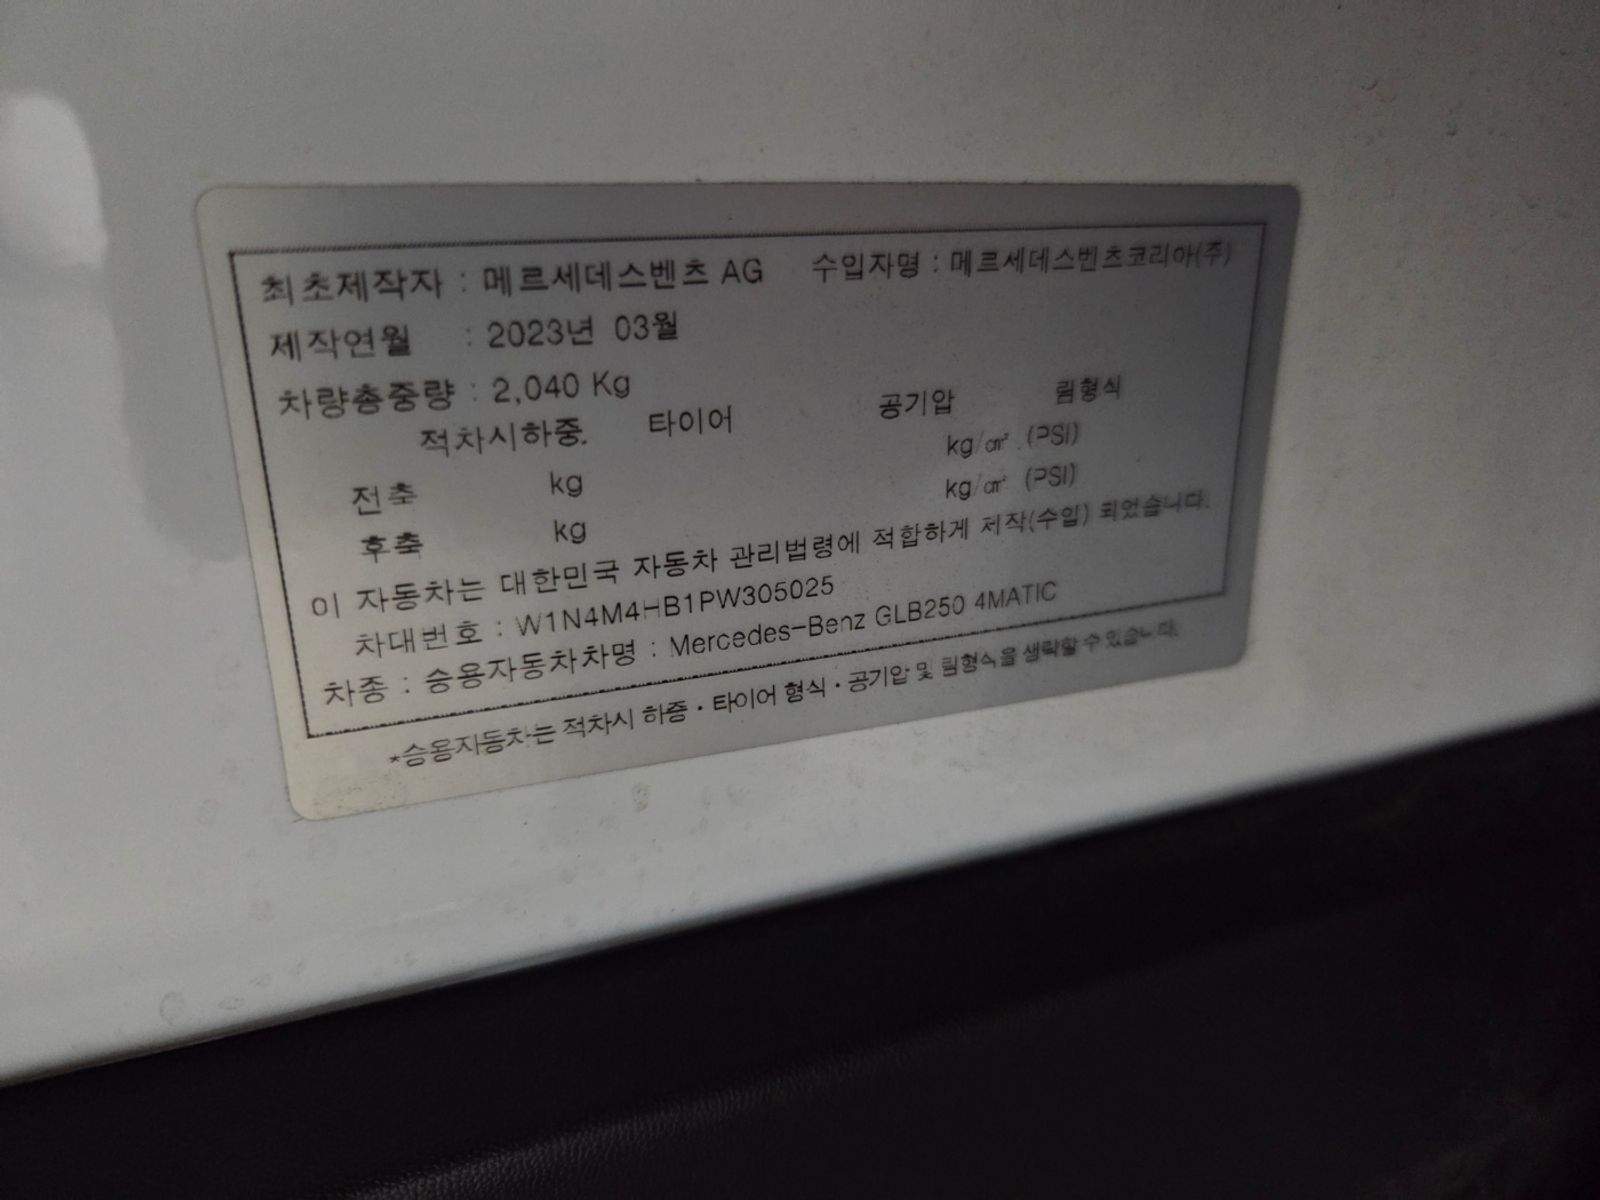 최초제작자 : 메르세데스벤츠 AG 수입자명 : 메르세데스벤츠코리아(주)
제작연월 : 2023년 03월
차량총중량 : 2,040 Kg
적차시하중. 타이어 공기압 림형식
전축 kg kg/㎠ (PSI)
후축 kg kg/㎠ (PSI)
이 자동차는 대한민국 자동차 관리법령에 적합하게 제작(수입) 되었습니다.
차대번호 : W1N4M4HB1PW305025
차종 : 승용자동차차명 : Mercedes-Benz GLB250 4MATIC
*승용자동차는 적차시 하중·타이어 형식·공기압 및 림형식을 생략할 수 있습니다.